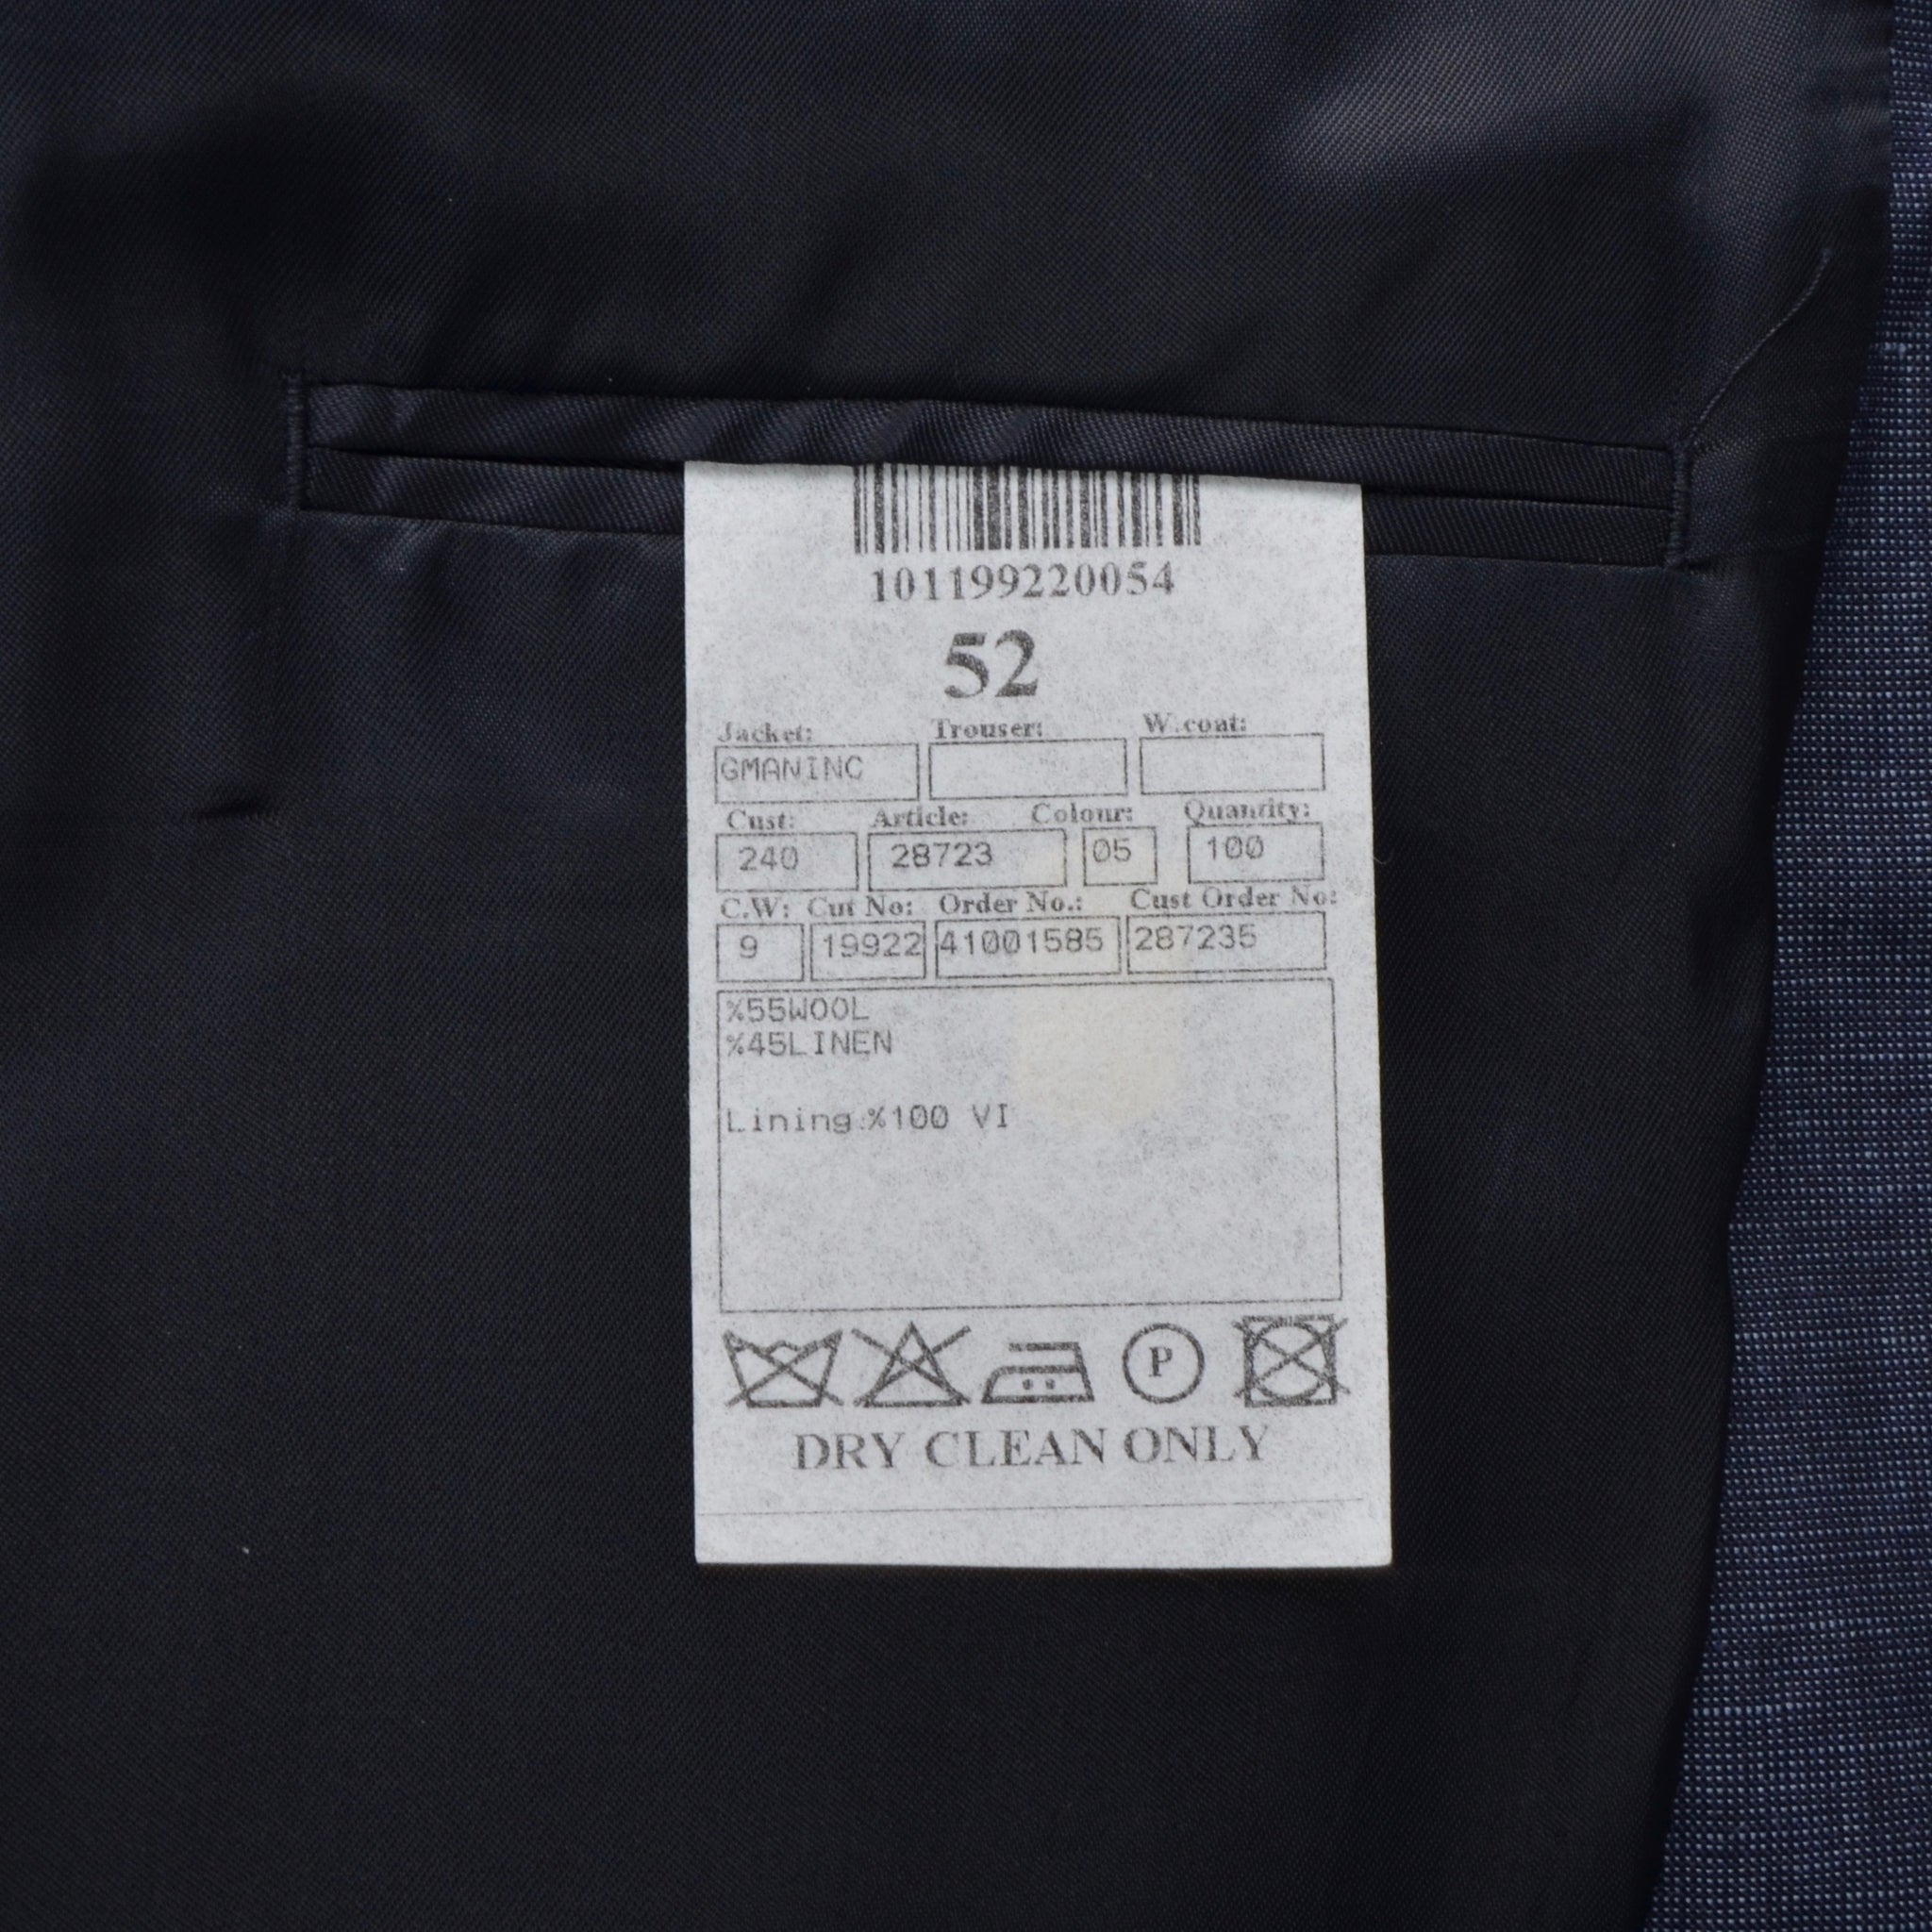 101199220054
52
Jacket: Trouser: W.coat:
GMANINC
Cust: Article: Colour: Quantity:
240 28723 05 100
C.W: Cut No: Order No.: Cust Order No:
9 19922 41001585 287235
%55WOOL
%45LINEN
Lining:%100 VI
P
DRY CLEAN ONLY